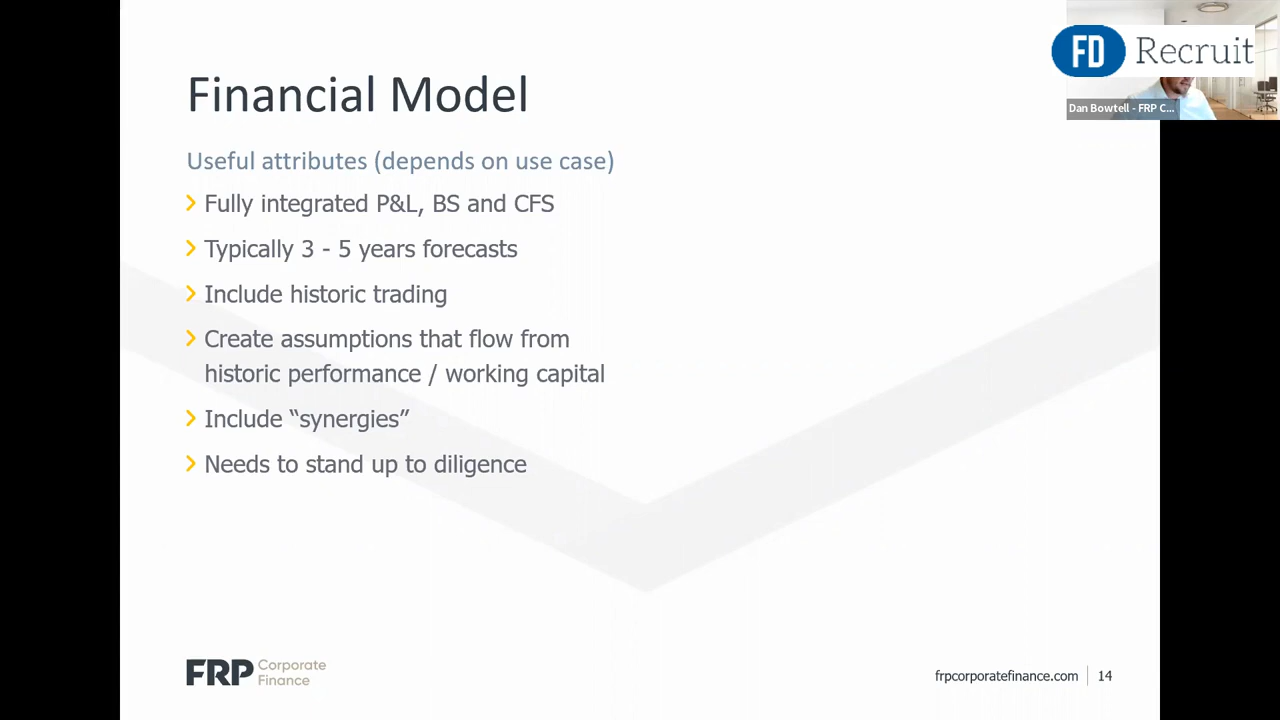 Financial Model
FD Recruit
Dan Bowtell - FRP C...
Useful attributes (depends on use case)
Fully integrated P&L, BS and CFS
Typically 3 - 5 years forecasts
Include historic trading
Create assumptions that flow from
historic performance / working capital
Include “synergies”
Needs to stand up to diligence
FRP Corporate
Finance
frpcorporatefinance.com 14